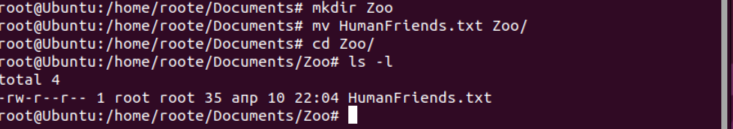 root@Ubuntu:/home/roote/Documents# mkdir Zoo
root@Ubuntu:/home/roote/Documents# mv HumanFriends.txt Zoo/
root@Ubuntu:/home/roote/Documents# cd Zoo/
root@Ubuntu:/home/roote/Documents/Zoo# ls -l
total 4
-rw-r--r-- 1 root root 35 апр 10 22:04 HumanFriends.txt
root@Ubuntu:/home/roote/Documents/Zoo#